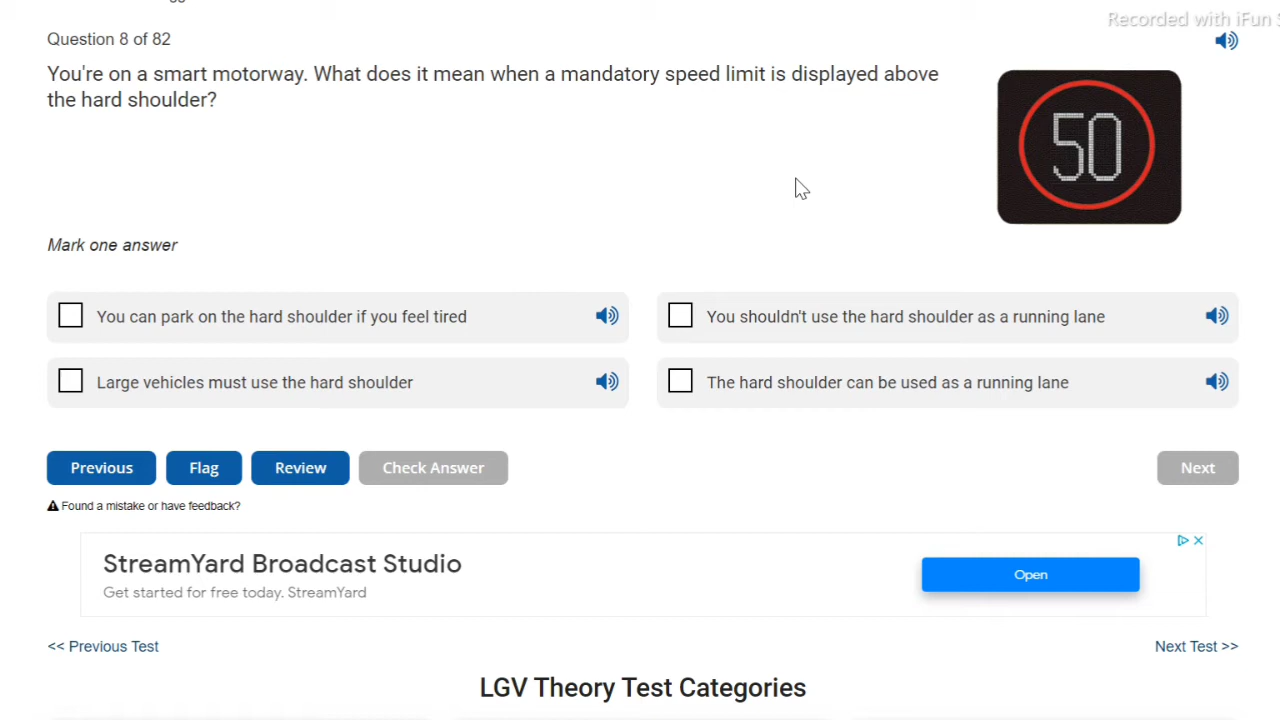 Recorded with iFun
Question 8 of 82
You're on a smart motorway. What does it mean when a mandatory speed limit is displayed above
the hard shoulder?
50
Mark one answer
You can park on the hard shoulder if you feel tired
You shouldn't use the hard shoulder as a running lane
Large vehicles must use the hard shoulder
The hard shoulder can be used as a running lane
Previous
Flag
Review
Check Answer
Next
Found a mistake or have feedback?
StreamYard Broadcast Studio
Get started for free today. StreamYard
Open
<< Previous Test
Next Test >>
LGV Theory Test Categories